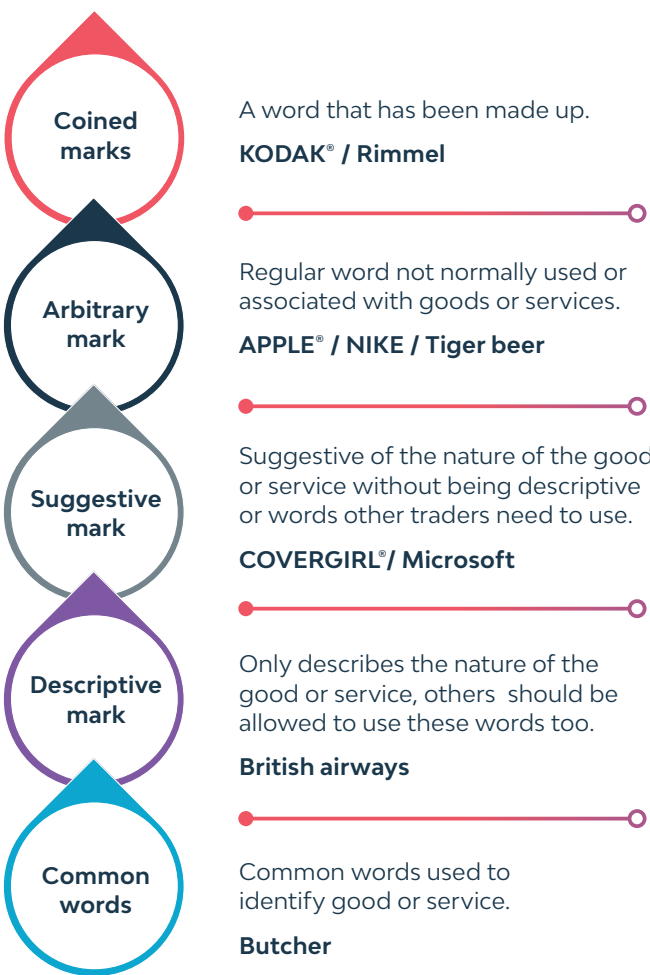 Coined
marks
A word that has been made up.
KODAK® / Rimmel
Arbitrary
mark
Regular word not normally used or
associated with goods or services.
APPLE® / NIKE / Tiger beer
Suggestive
mark
Suggestive of the nature of the good
or service without being descriptive
or words other traders need to use.
COVERGIRL®/ Microsoft
Descriptive
mark
Only describes the nature of the
good or service, others  should be
allowed to use these words too.
British airways
Common
words
Common words used to
identify good or service.
Butcher